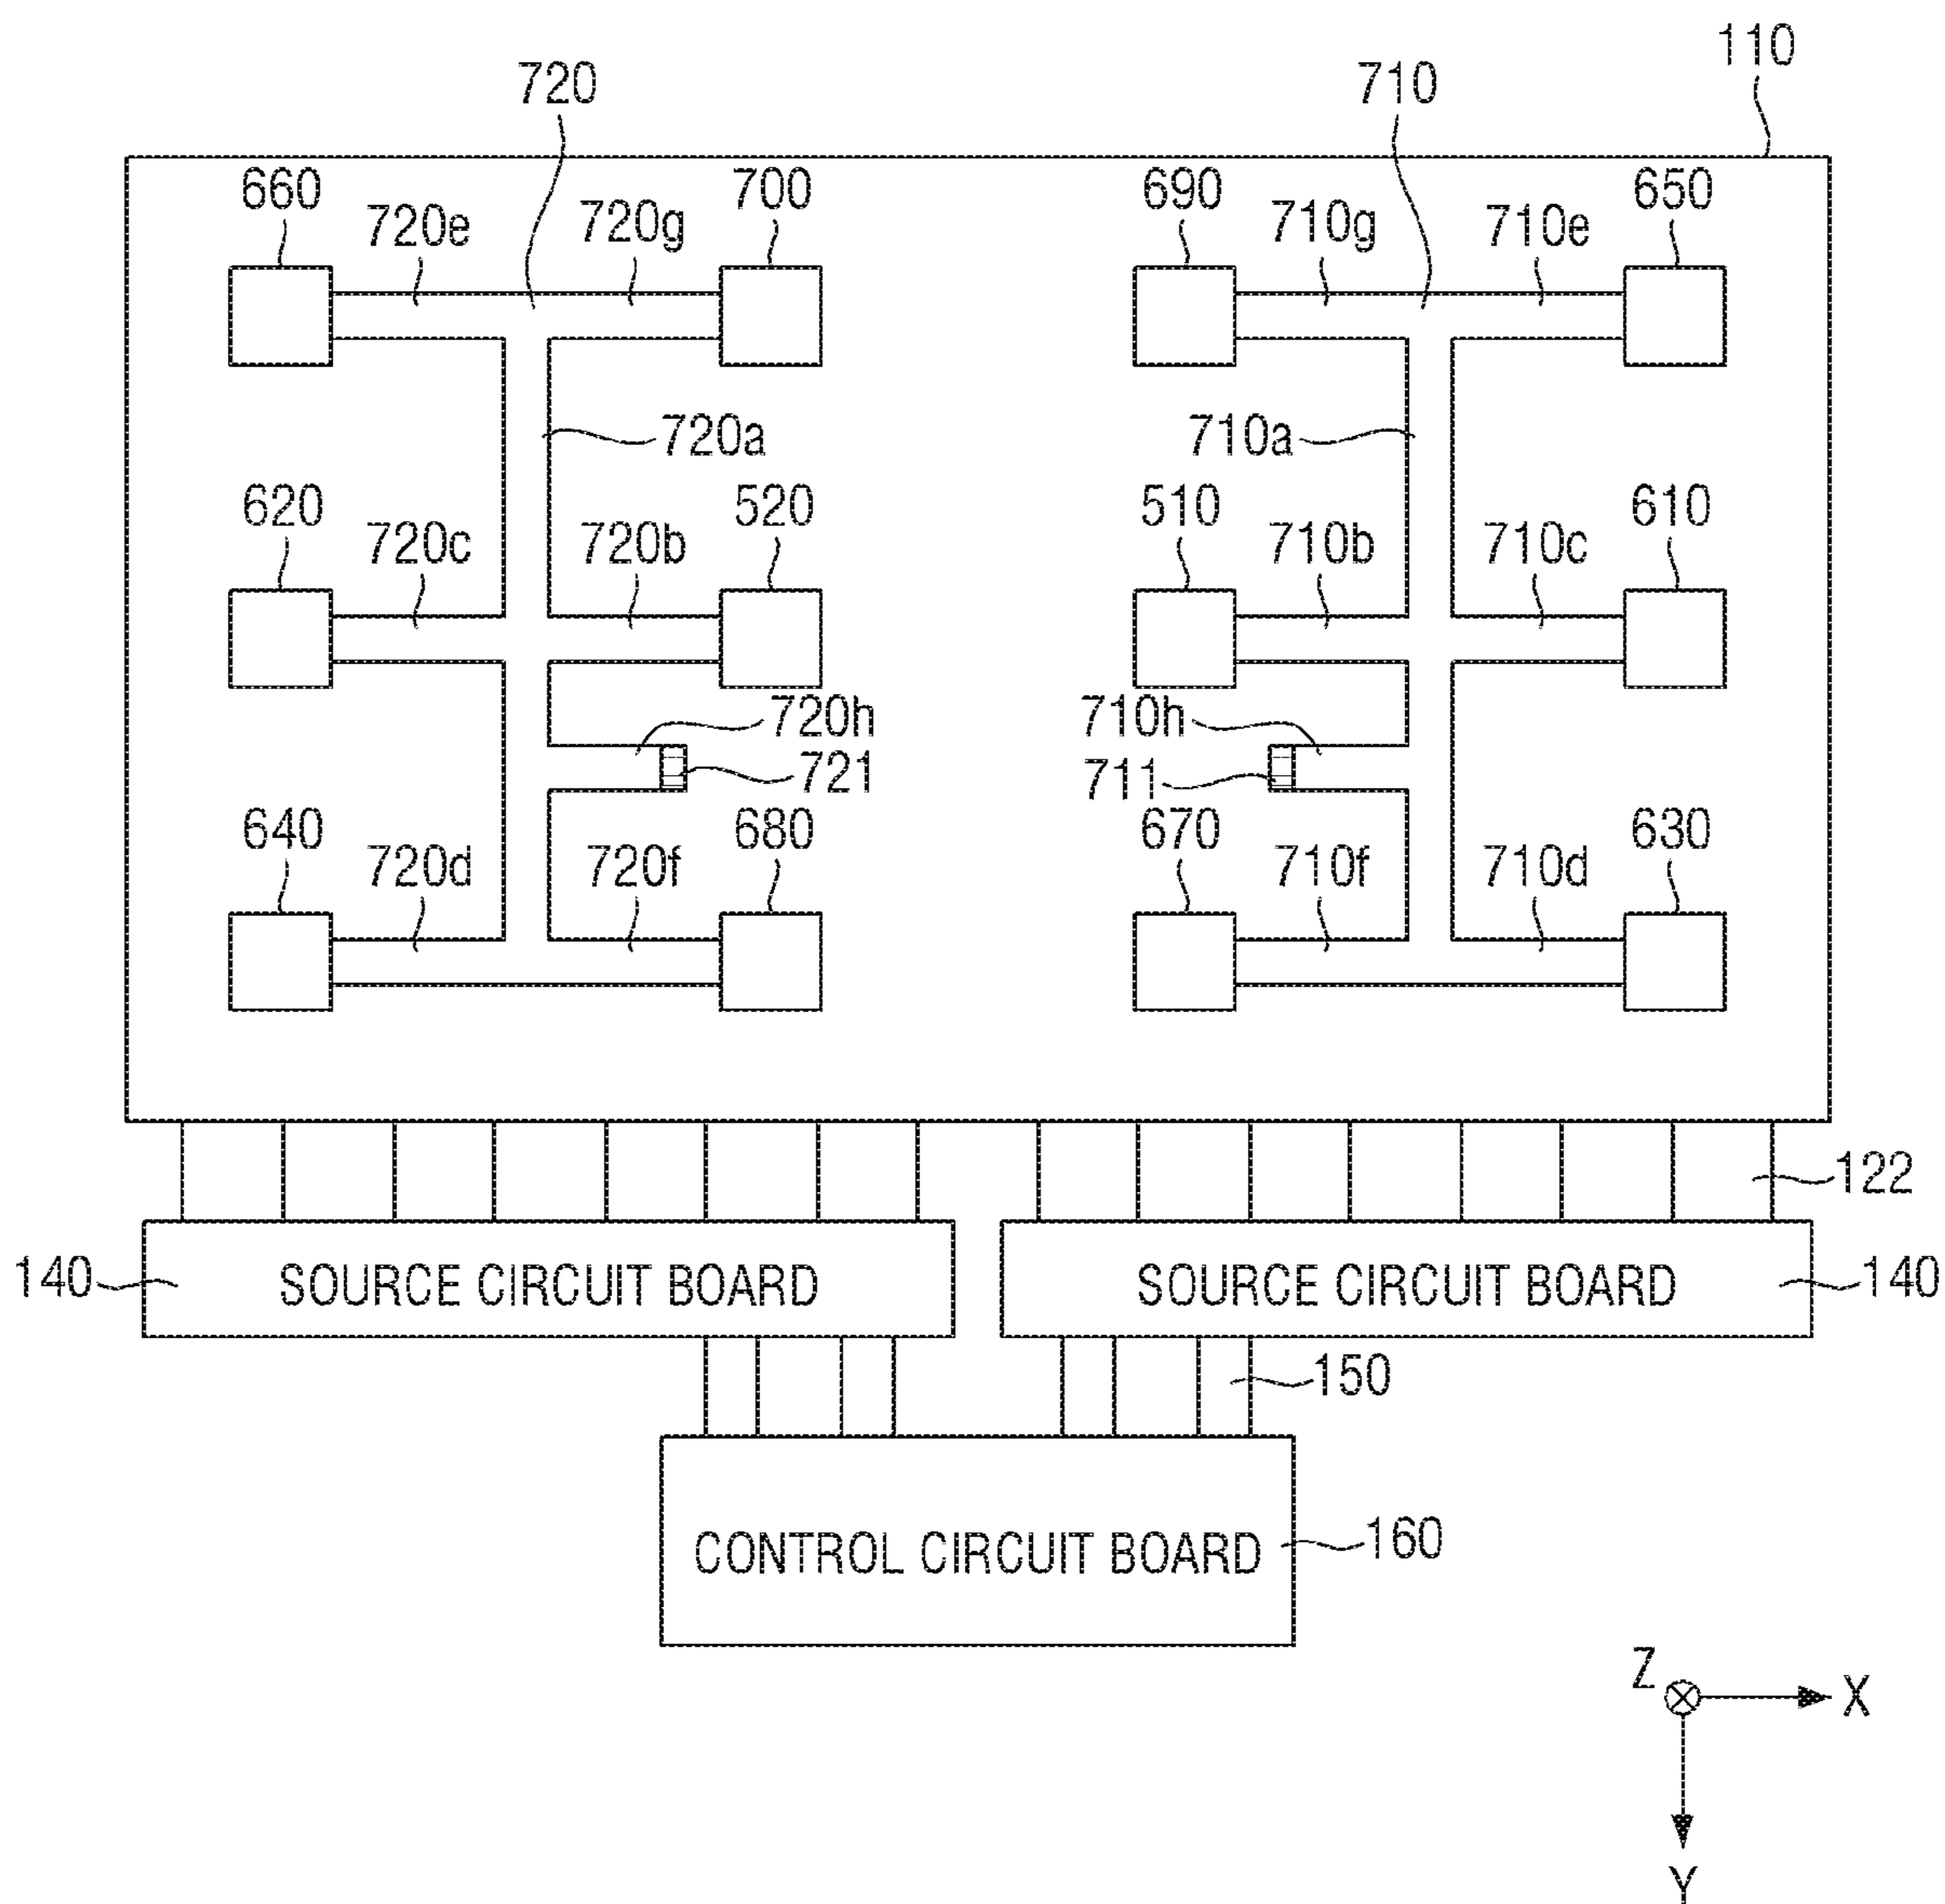 110
720 710
660 700 690 650
720e 720g 710g 710e
720a 710a
620 520 510 610
720c 720b 710b 710c
720h 710h
721 711
640 680 670 630
720d 720f 710f 710d
122
140 SOURCE CIRCUIT BOARD SOURCE CIRCUIT BOARD 140
150
CONTROL CIRCUIT BOARD 160
Z X
Y